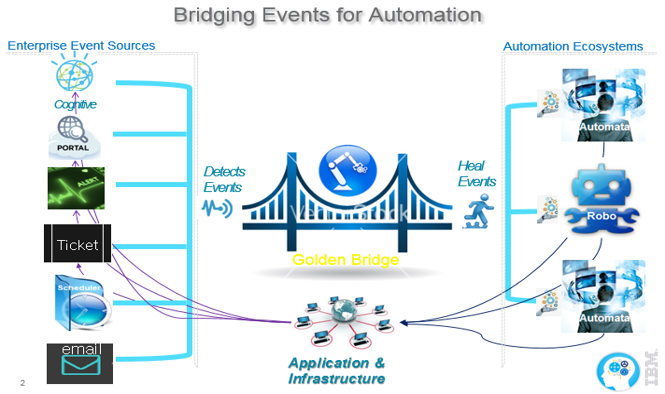 Bridging Events for Automation
Enterprise Event Sources
Automation Ecosystems
Cognitive
PORTAL
ALERT
Ticket
Scheduler
email
Detects
Events
Heal
Events
Golden Bridge
Automata
Robo
Automata
Application &
Infrastructure
2
IBM